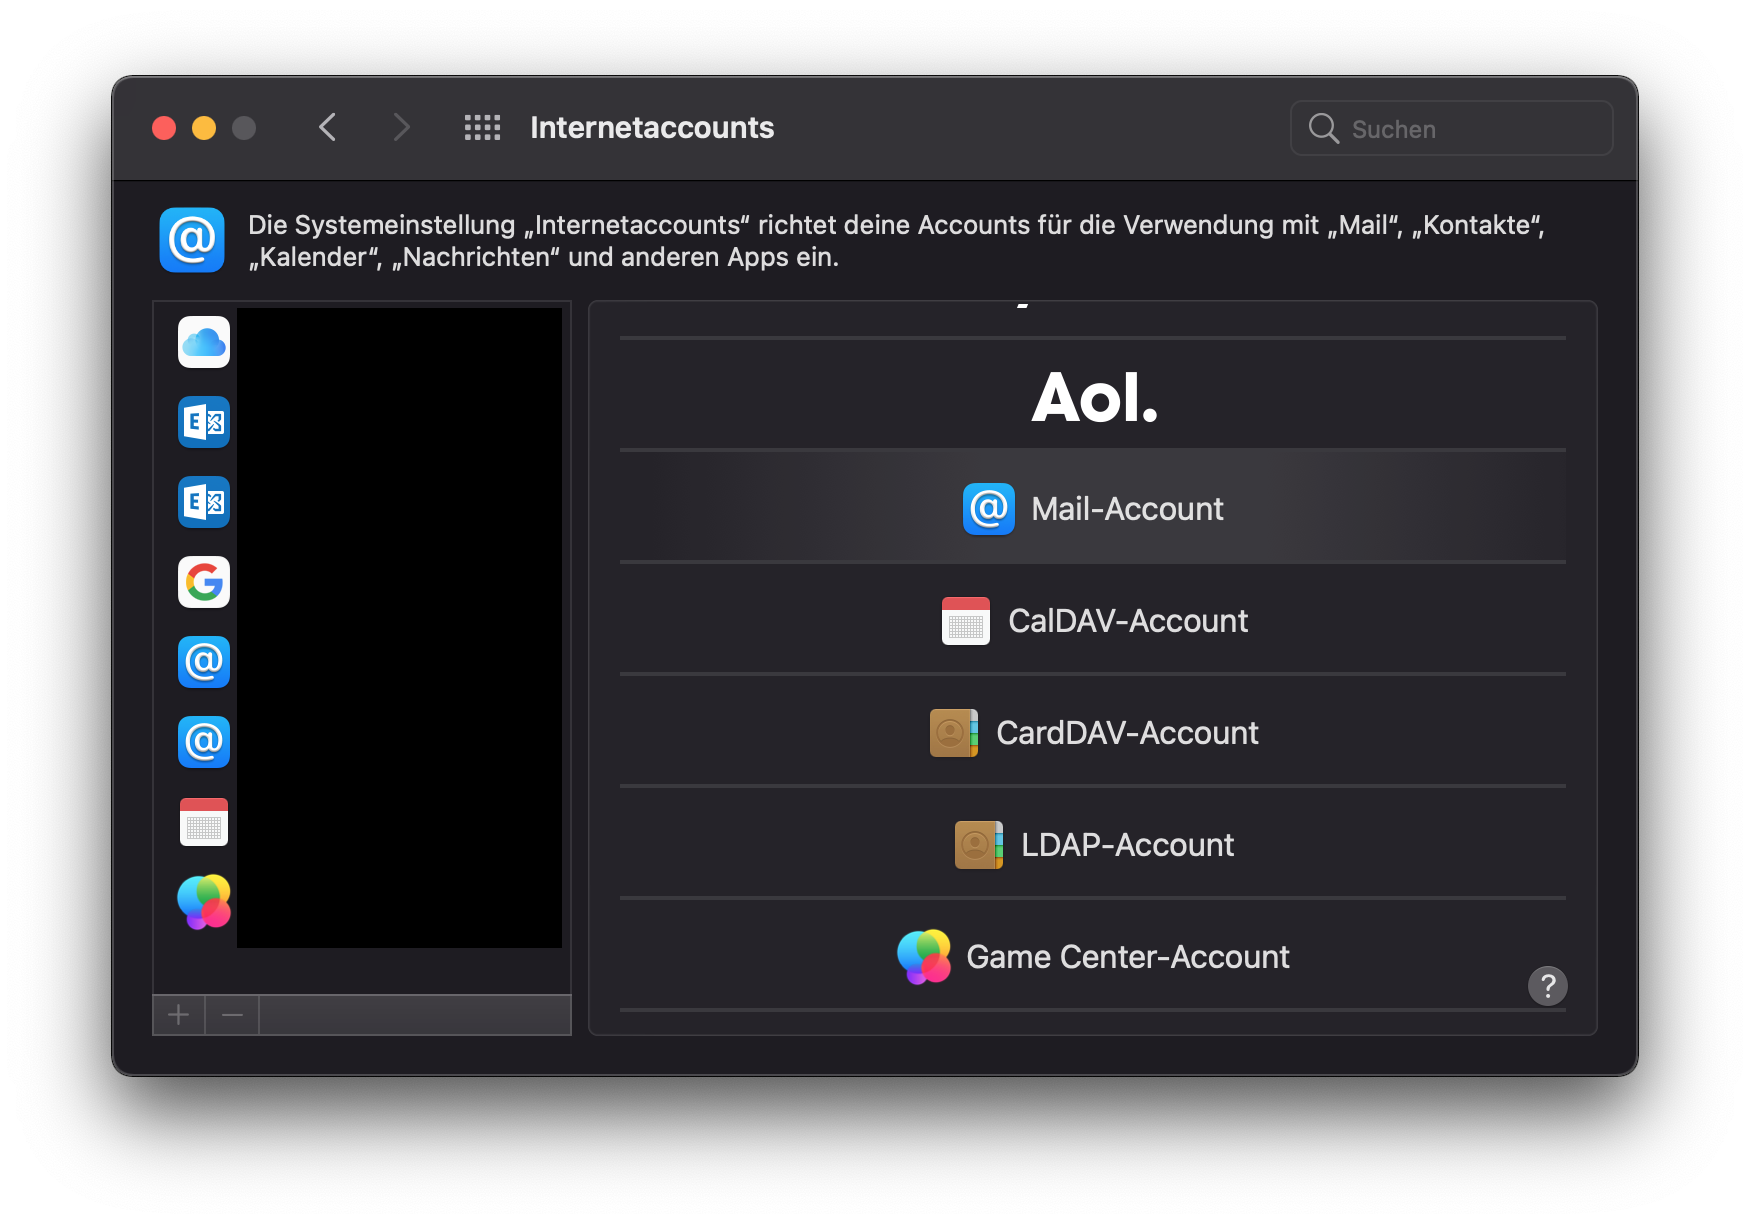 Internetaccounts
Suchen
Die Systemeinstellung „Internetaccounts“ richtet deine Accounts für die Verwendung mit „Mail“, „Kontakte“,
„Kalender“, „Nachrichten“ und anderen Apps ein.
Aol.
Mail-Account
CalDAV-Account
CardDAV-Account
LDAP-Account
Game Center-Account
?